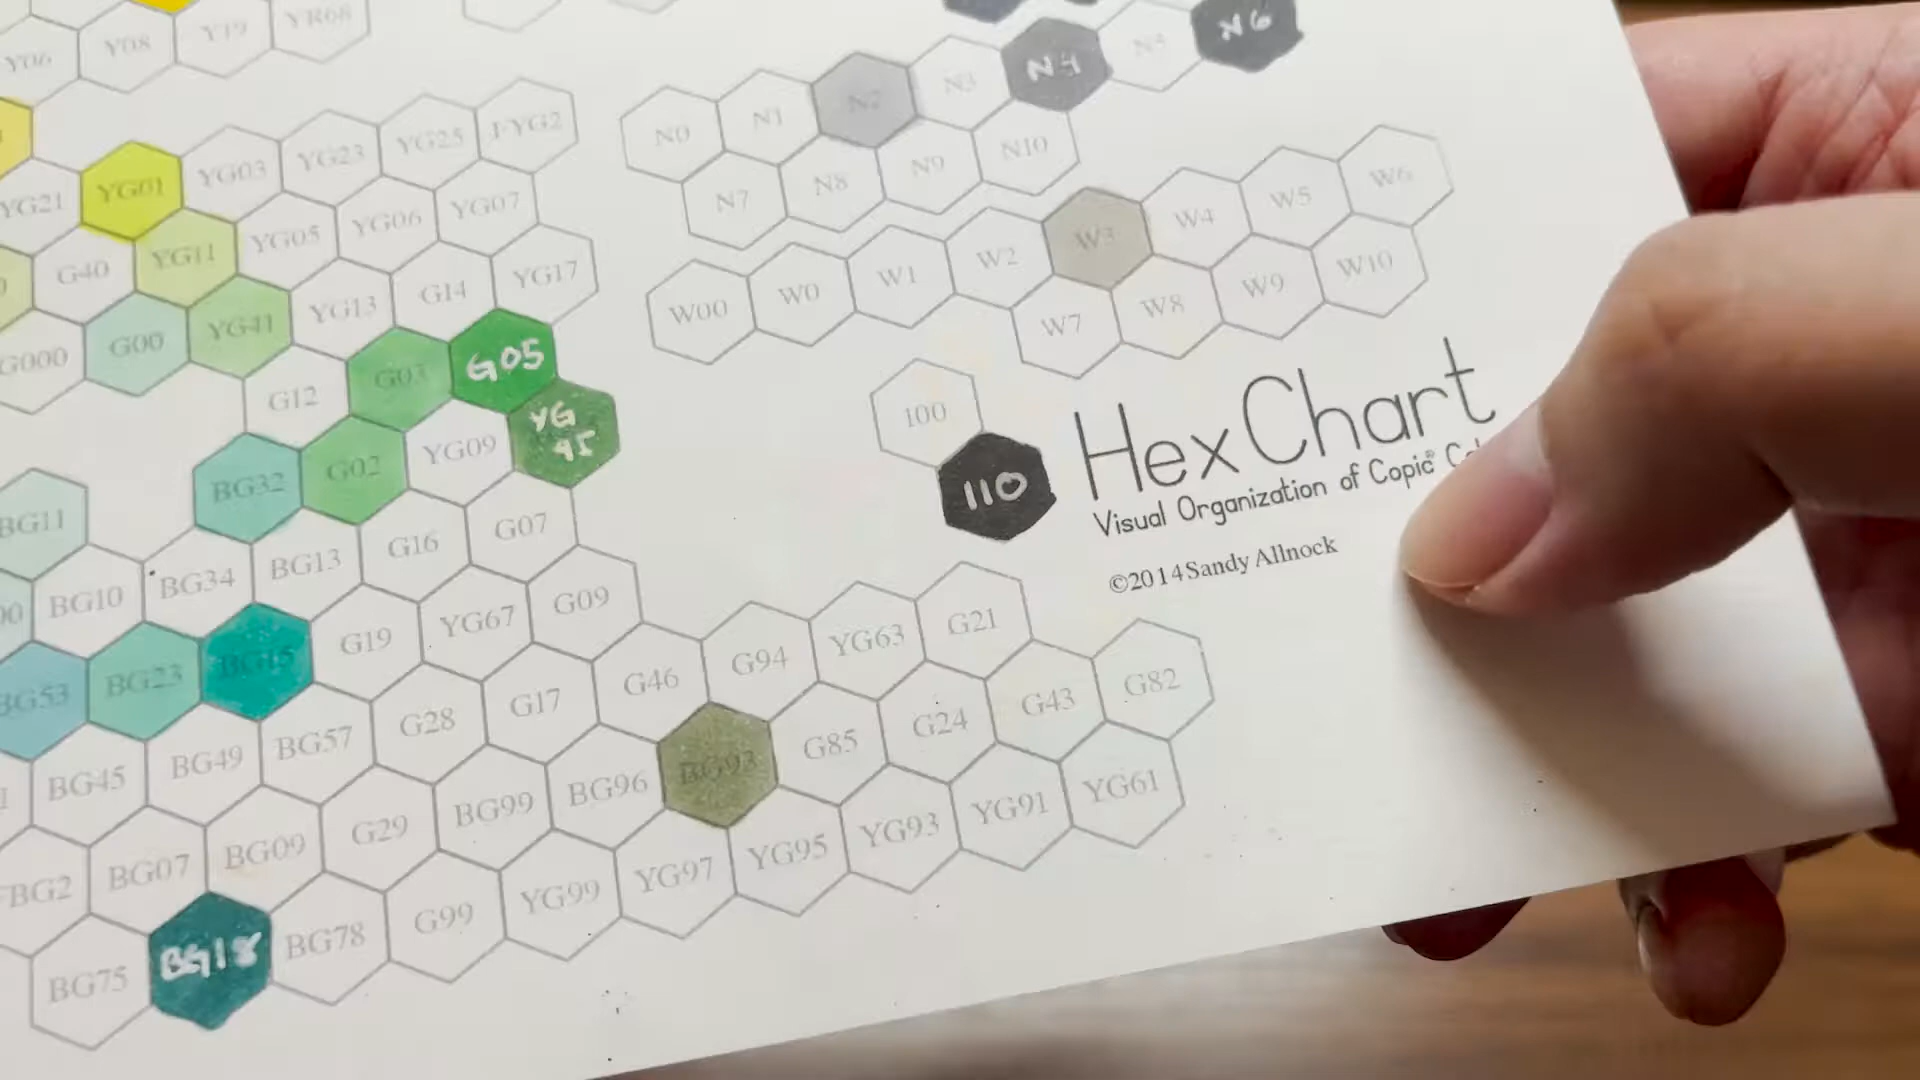 Y06 Y08 Y19 YR68
YG21 YG01 YG03 YG23 YG25 FYG2
G40 YG11 YG05 YG06 YG07
G000 G00 YG41 YG13 G14 YG17
G12 G03 G05
BG32 G02 YG09 YG
45
BG11
BG10 BG34 BG13 G16 G07
BG53 BG23 BG15 G19 YG67 G09
BG45 BG49 BG57 G28 G17 G46 G94 YG63 G21
FBG2 BG07 BG09 G29 BG99 BG96 BG93 G85 G24 G43 G82
BG75 BG18 BG78 G99 YG99 YG97 YG95 YG93 YG91 YG61
N0 N1 N2 N3 N4 N5 N6
N7 N8 N9 N10
W00 W0 W1 W2 W3 W4 W5 W6
W7 W8 W9 W10
100
110
Hex Chart
Visual Organization of Copic®
©2014 Sandy Allnock